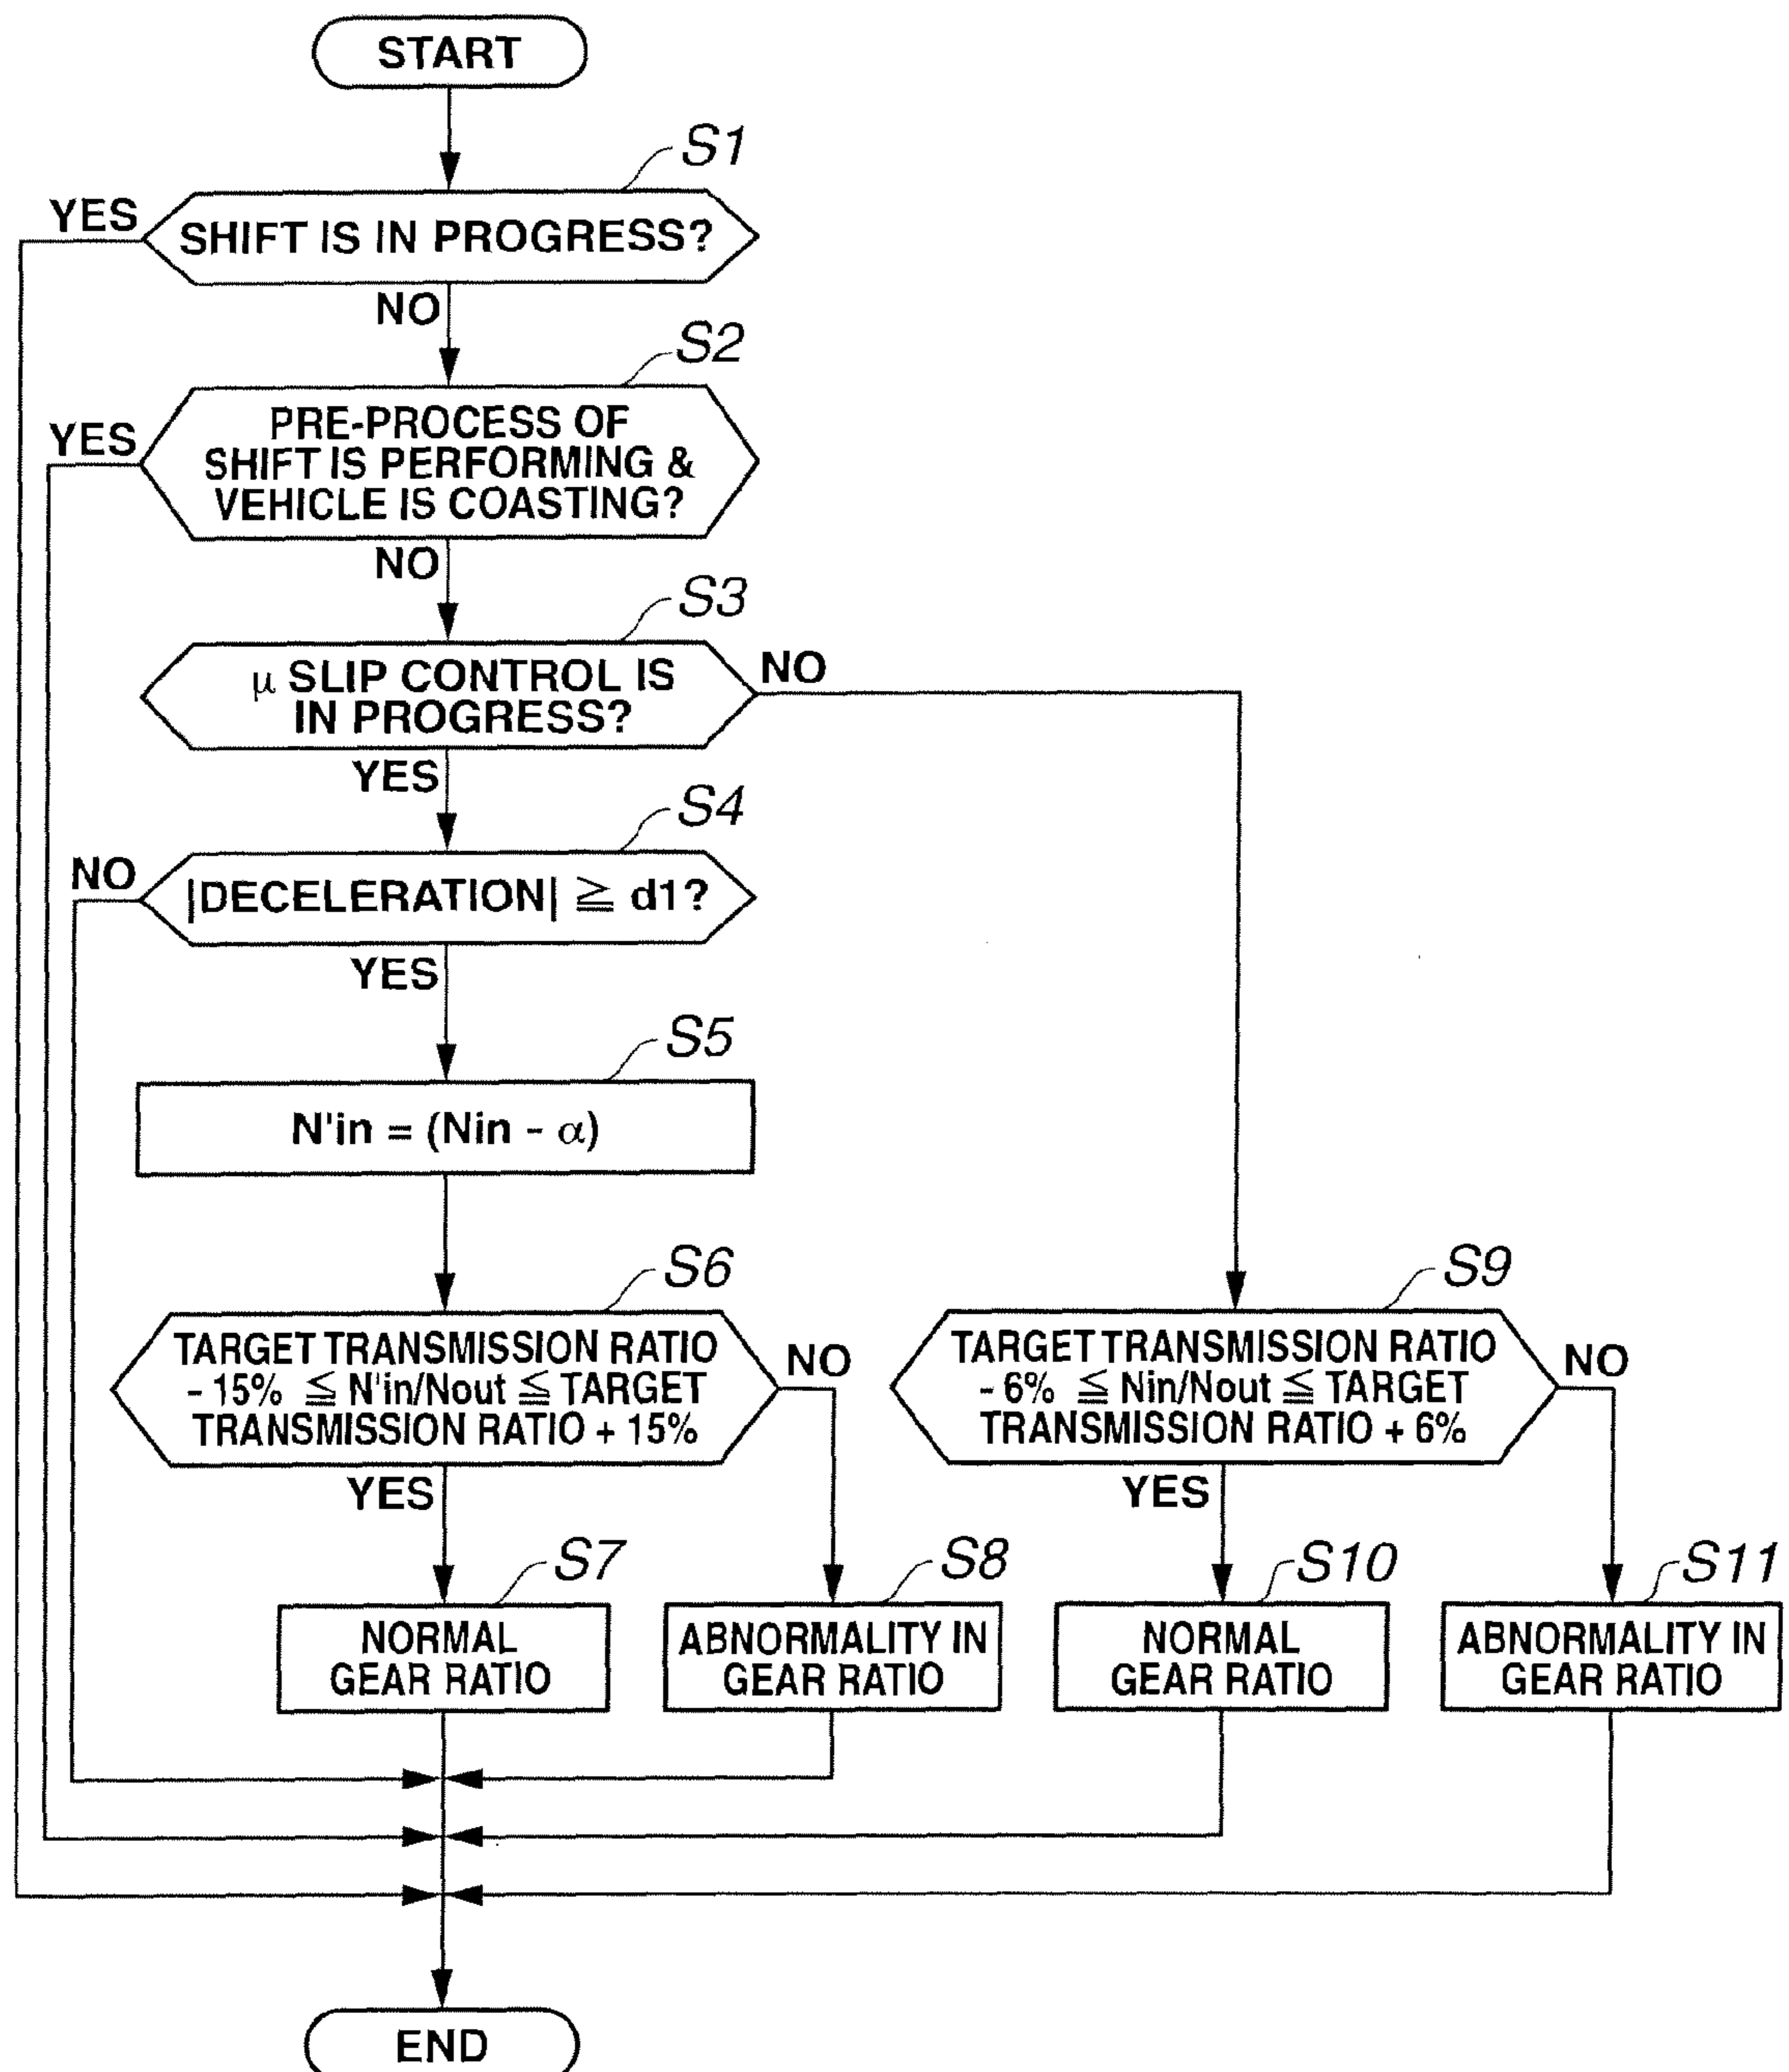 START
S1
YES
SHIFT IS IN PROGRESS?
NO
S2
YES
PRE-PROCESS OF
SHIFT IS PERFORMING &
VEHICLE IS COASTING?
NO
S3
μ SLIP CONTROL IS
IN PROGRESS?
NO
YES
S4
NO
|DECELERATION| ≧ d1?
YES
S5
N'in = (Nin - α)
S6
TARGET TRANSMISSION RATIO
- 15% ≦ N'in/Nout ≦ TARGET
TRANSMISSION RATIO + 15%
NO
YES
S9
TARGET TRANSMISSION RATIO
- 6% ≦ Nin/Nout ≦ TARGET
TRANSMISSION RATIO + 6%
NO
YES
S7
NORMAL
GEAR RATIO
S8
ABNORMALITY IN
GEAR RATIO
S10
NORMAL
GEAR RATIO
S11
ABNORMALITY IN
GEAR RATIO
END